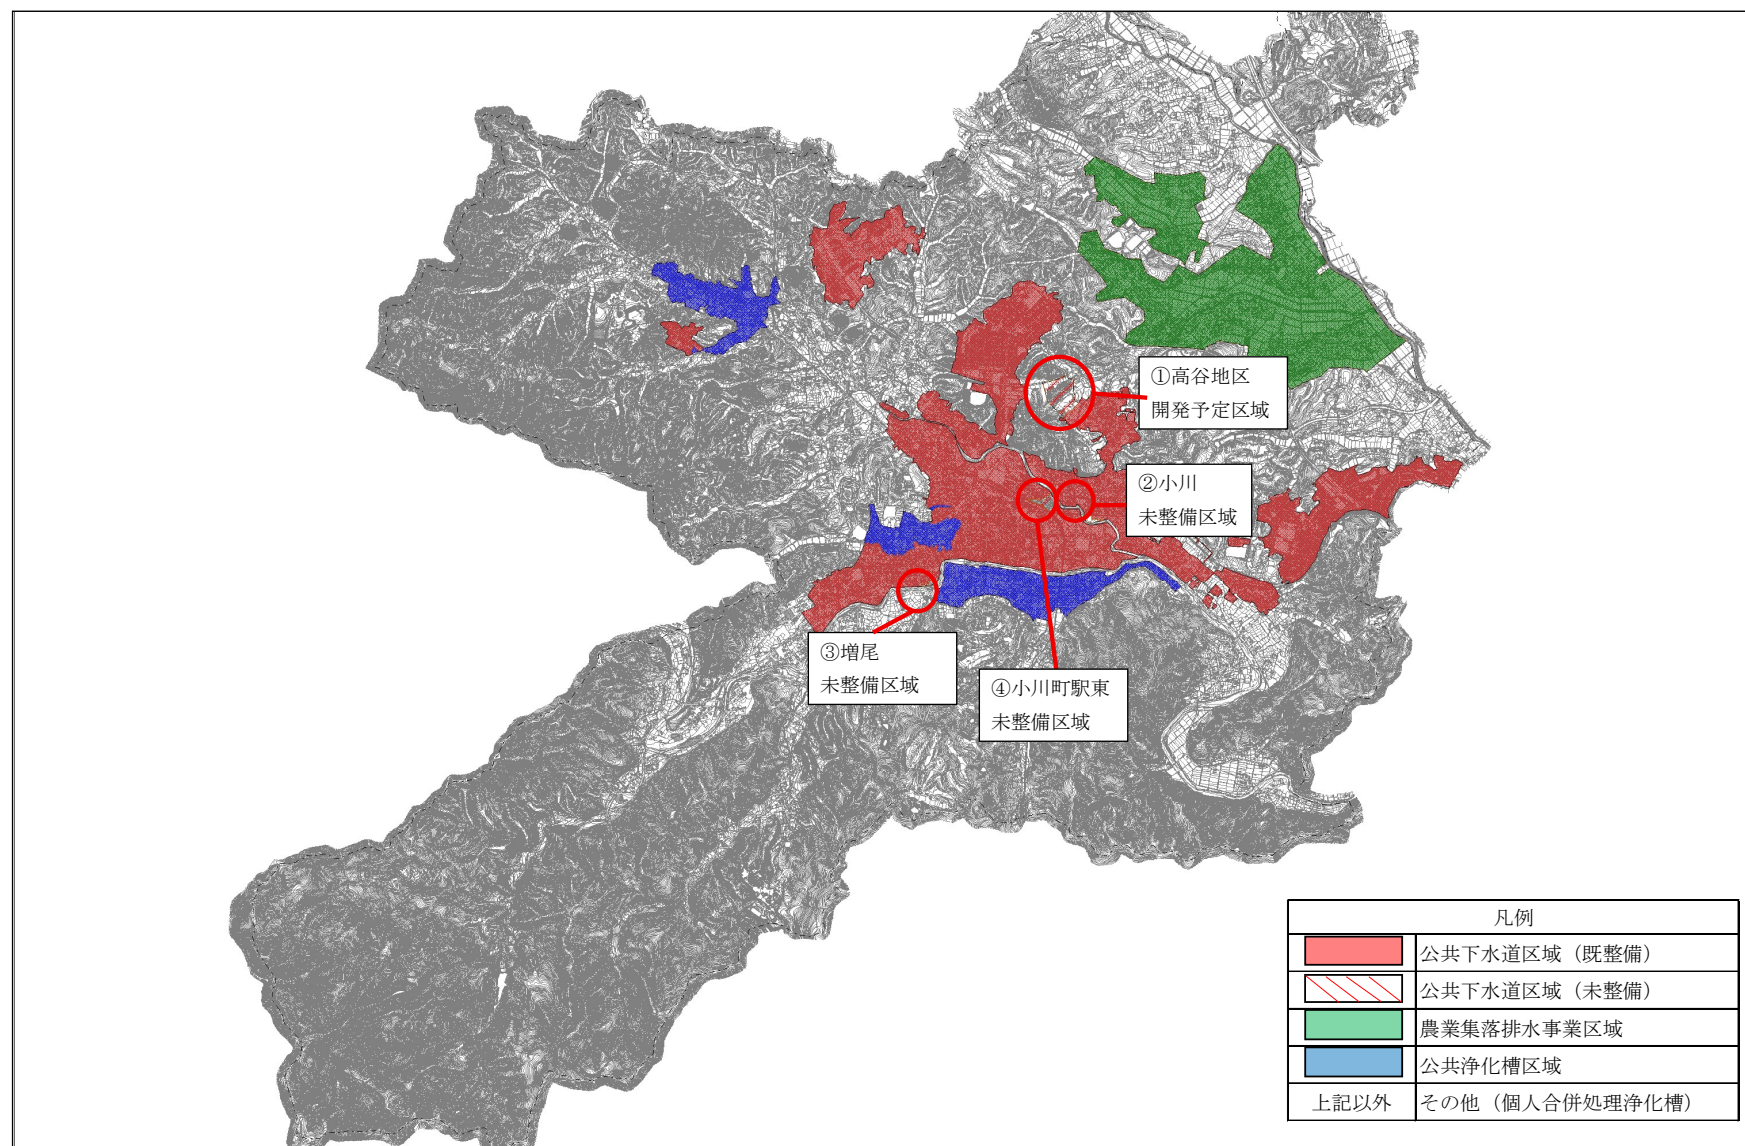 ①高谷地区
開発予定区域
②小川
未整備区域
③増尾
未整備区域
④小川町駅東
未整備区域
凡例
公共下水道区域（既整備）
公共下水道区域（未整備）
農業集落排水事業区域
公共浄化槽区域
上記以外 その他（個人合併処理浄化槽）